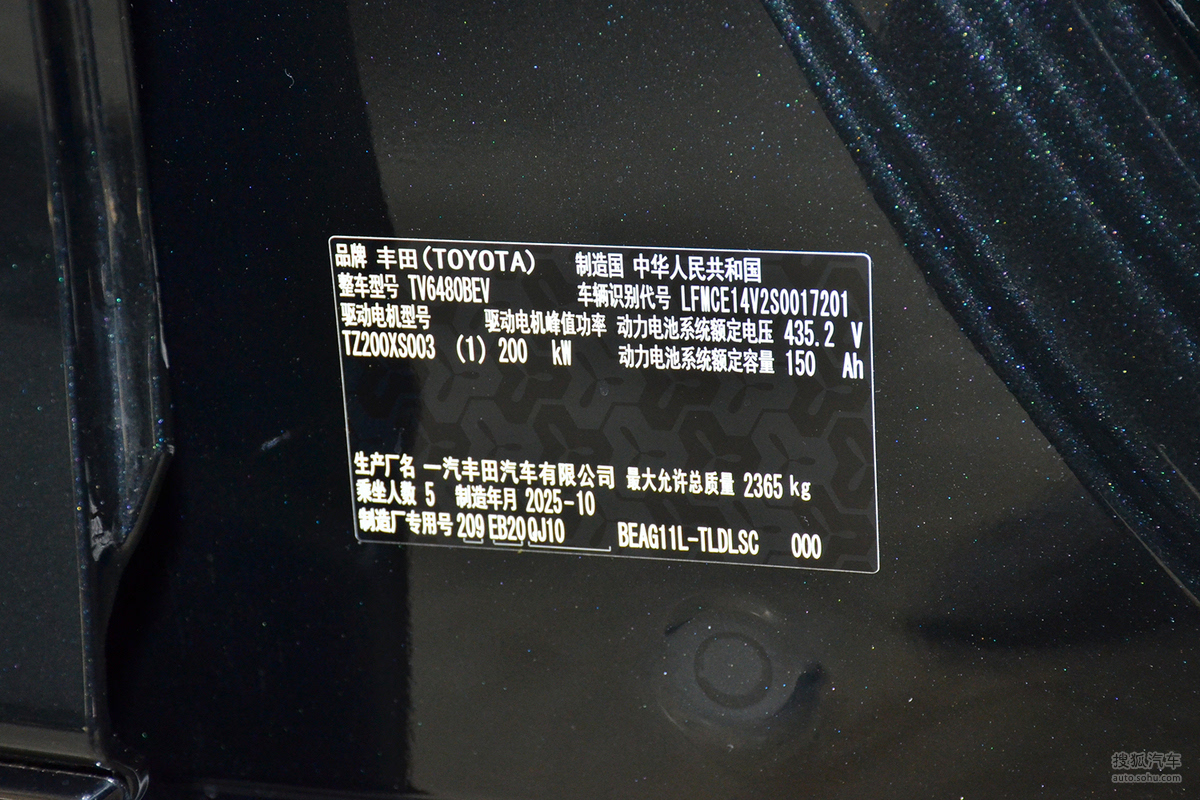 品牌 丰田(TOYOTA) 制造国 中华人民共和国
整车型号 TV6480BEV 车辆识别代号 LFMCE14V2S0017201
驱动电机型号 驱动电机峰值功率 动力电池系统额定电压 435.2 V
TZ200XS003 (1) 200 kW 动力电池系统额定容量 150 Ah
生产厂名 一汽丰田汽车有限公司 最大允许总质量 2365 kg
乘坐人数 5 制造年月 2025-10
制造厂专用号 209 EB20 QJ10 BEAG11L-TLDLSC 000
搜狐汽车
auto.sohu.com